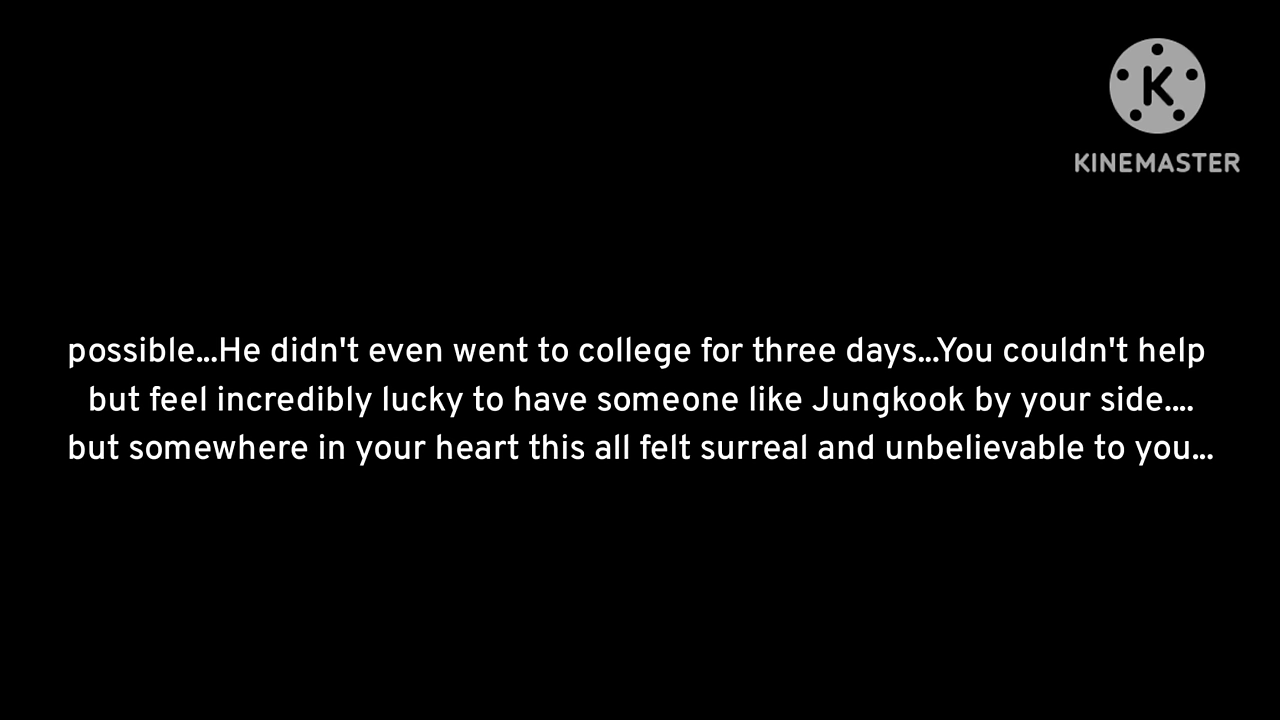 K
KINEMASTER
possible...He didn't even went to college for three days...You couldn't help
but feel incredibly lucky to have someone like Jungkook by your side....
but somewhere in your heart this all felt surreal and unbelievable to you...